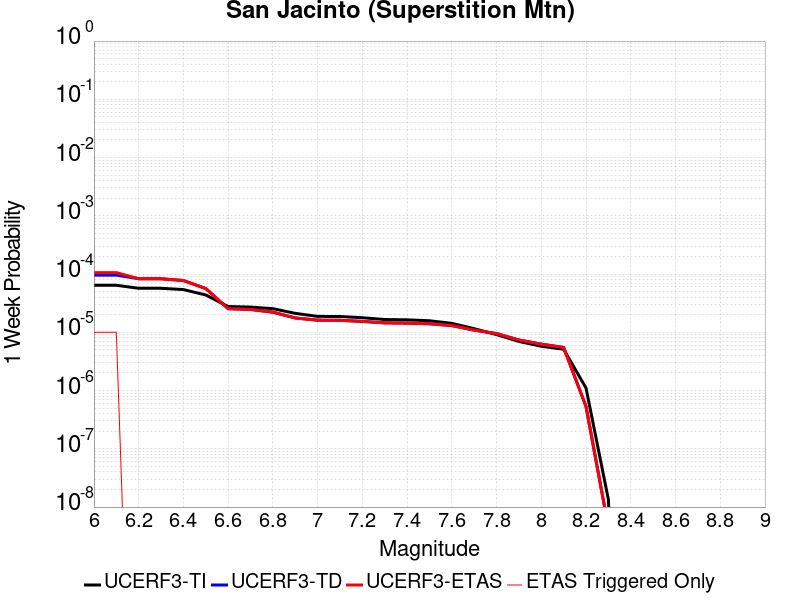 San Jacinto (Superstition Mtn)
10^0
10^-1
10^-2
10^-3
10^-4
10^-5
10^-6
10^-7
10^-8
1 Week Probability
6 6.2 6.4 6.6 6.8 7 7.2 7.4 7.6 7.8 8 8.2 8.4 8.6 8.8 9
Magnitude
UCERF3-TI UCERF3-TD UCERF3-ETAS ETAS Triggered Only